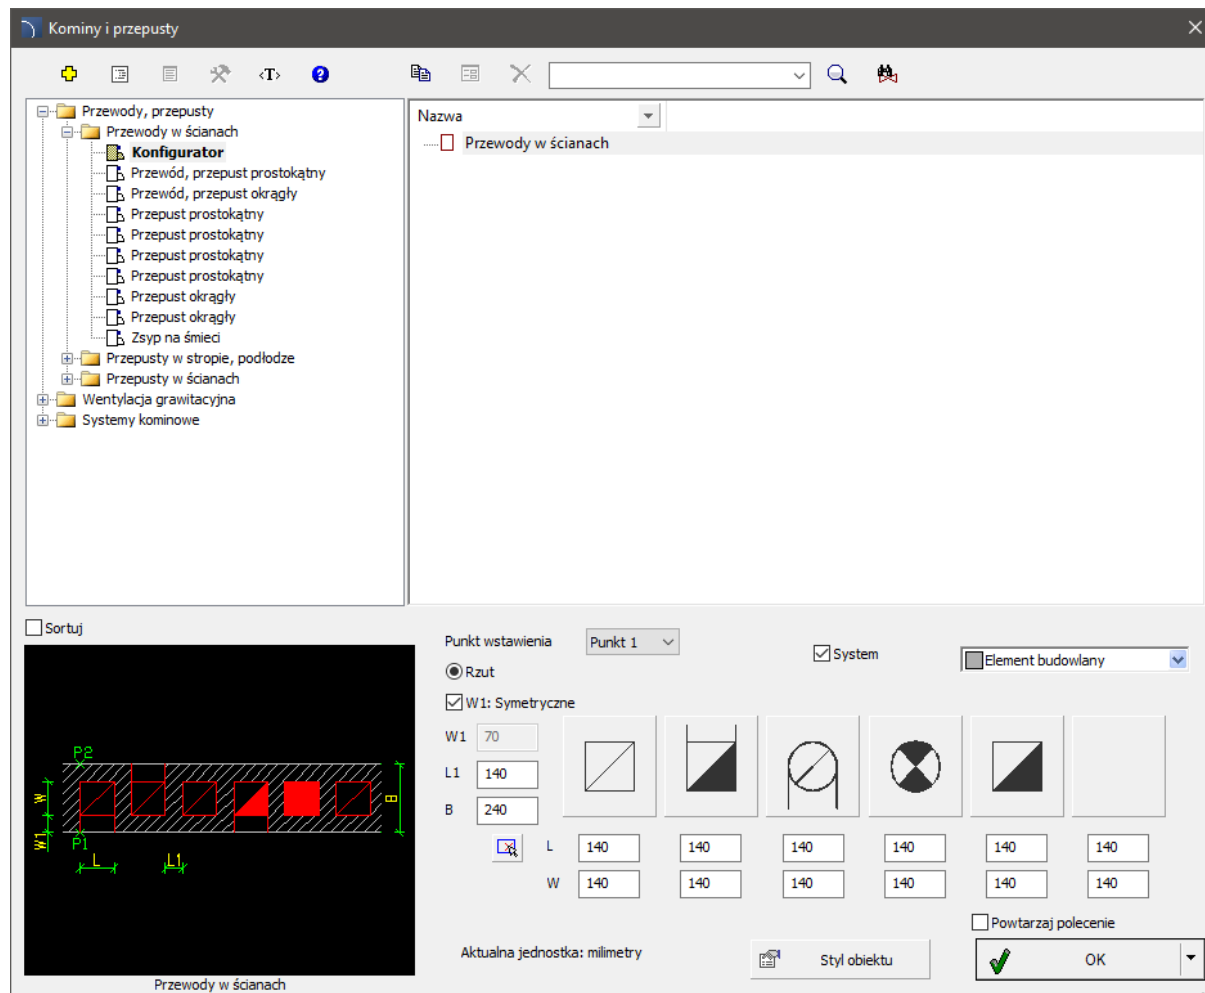 Kominy i przepusty
<T>
?
Przewody, przepusty
Przewody w ścianach
Konfigurator
Przewód, przepust prostokątny
Przewód, przepust okrągły
Przepust prostokątny
Przepust prostokątny
Przepust prostokątny
Przepust prostokątny
Przepust okrągły
Przepust okrągły
Zsyp na śmieci
Przepusty w stropie, podłodze
Przepusty w ścianach
Wentylacja grawitacyjna
Systemy kominowe
Nazwa
Przewody w ścianach
Sortuj
P2
W
B
W1
P1
L
L1
Przewody w ścianach
Punkt wstawienia Punkt 1
System
Element budowlany
Rzut
W1: Symetryczne
W1 70
L1 140
B 240
L 140 140 140 140 140 140
W 140 140 140 140 140 140
Powtarzaj polecenie
Aktualna jednostka: milimetry
Styl obiektu
OK